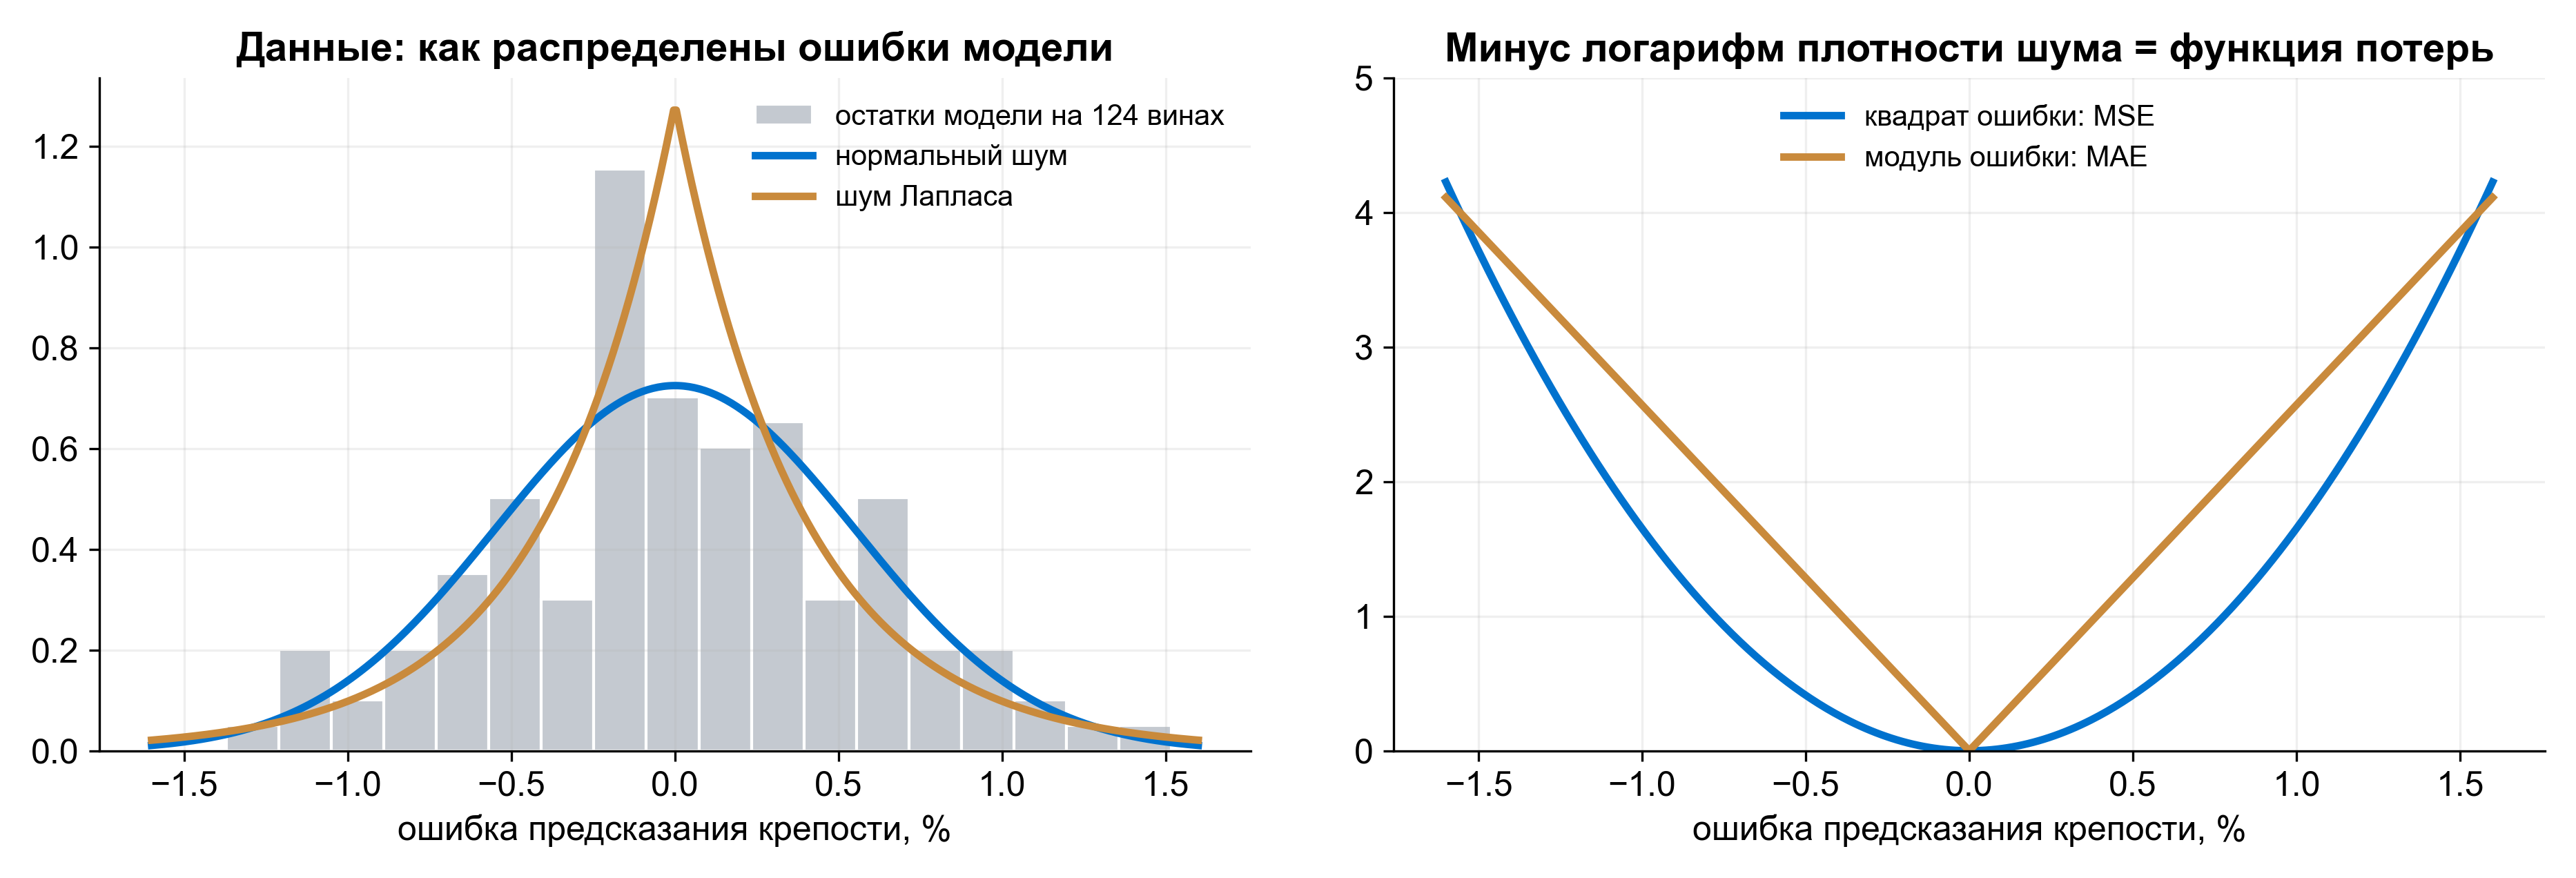 Данные: как распределены ошибки модели
остатки модели на 124 винах
нормальный шум
шум Лапласа
1.2
1.0
0.8
0.6
0.4
0.2
0.0
−1.5 −1.0 −0.5 0.0 0.5 1.0 1.5
ошибка предсказания крепости, %
Минус логарифм плотности шума = функция потерь
квадрат ошибки: MSE
модуль ошибки: MAE
5
4
3
2
1
0
−1.5 −1.0 −0.5 0.0 0.5 1.0 1.5
ошибка предсказания крепости, %